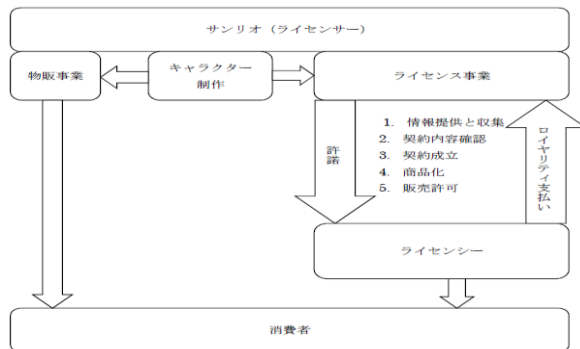 サンリオ（ライセンサー）
物販事業
キャラクター
制作
ライセンス事業
許諾
1. 情報提供と収集
2. 契約内容確認
3. 契約成立
4. 商品化
5. 販売許可
ロイヤリティ支払い
ライセンシー
消費者